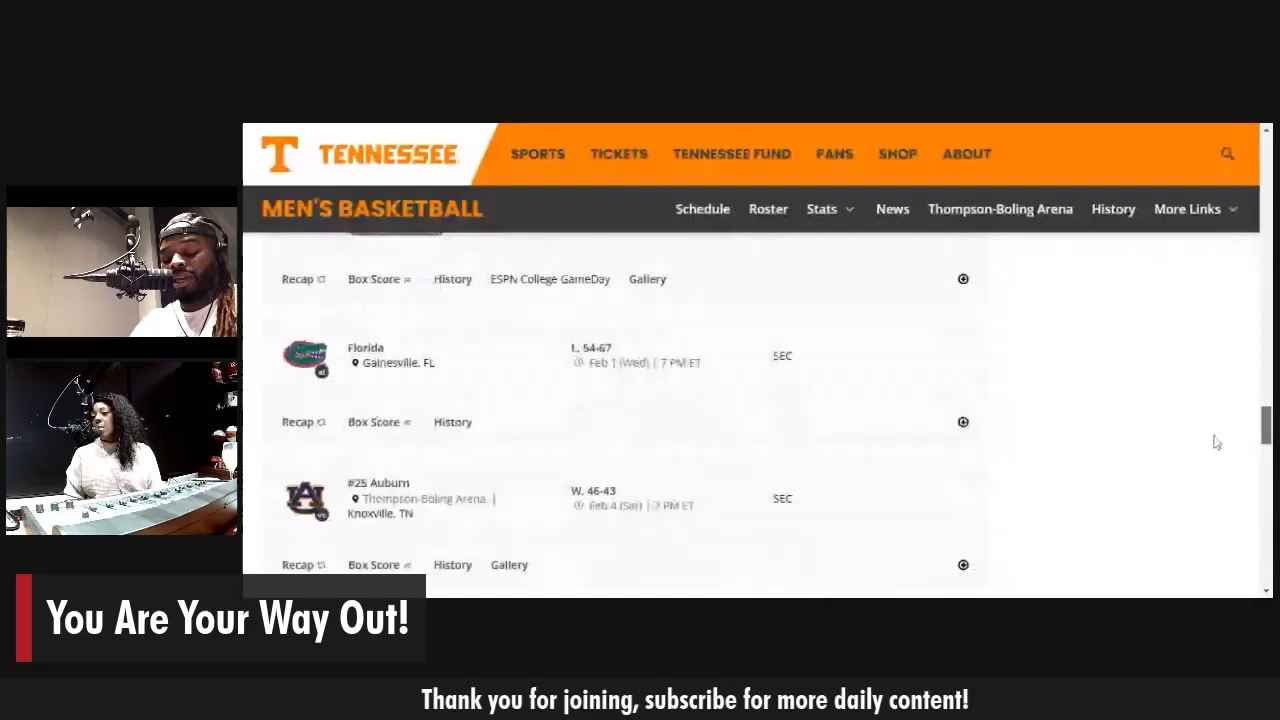 T TENNESSEE
SPORTS TICKETS TENNESSEE FUND FANS SHOP ABOUT
MEN'S BASKETBALL
Schedule Roster Stats News Thompson-Boling Arena History More Links
Recap Box Score History ESPN College GameDay Gallery
Florida
Gainesville, FL
L, 54-67
Feb 1 (Wed) | 7 PM ET
SEC
at
Recap Box Score History
#25 Auburn
Thompson-Boling Arena |
Knoxville, TN
W, 46-43
Feb 4 (Sat) | 2 PM ET
SEC
vs
Recap Box Score History Gallery
You Are Your Way Out!
Thank you for joining, subscribe for more daily content!